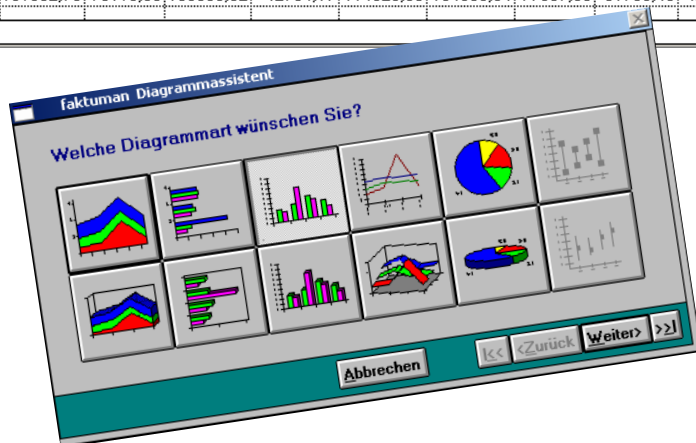 faktuman Diagrammassistent
Welche Diagrammart wünschen Sie?
Abbrechen
|<<
<Zurück
Weiter>
>>|